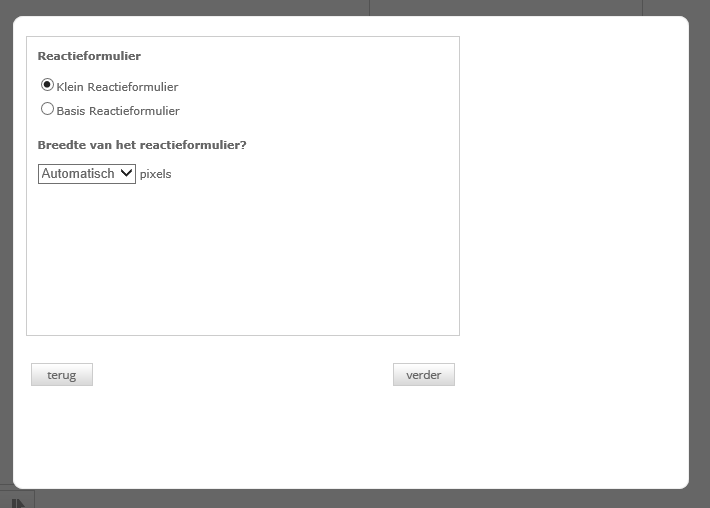 Reactieformulier
Klein Reactieformulier
Basis Reactieformulier
Breedte van het reactieformulier?
Automatisch pixels
terug verder